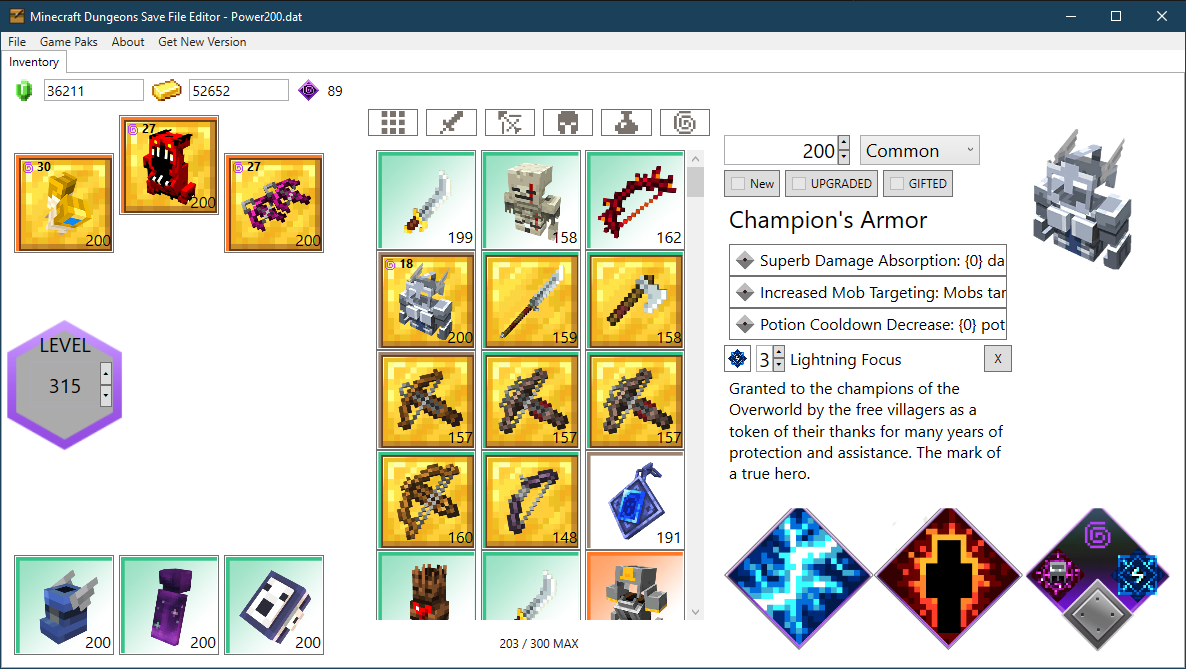 Minecraft Dungeons Save File Editor - Power200.dat
File Game Paks About Get New Version
Inventory
36211 52652 89
27
200
30
200
27
200
LEVEL
315
200 200 200
199 158 162
18
200 159 158
157 157 157
160 148 191
203 / 300 MAX
200 Common
New UPGRADED GIFTED
Champion's Armor
Superb Damage Absorption: {0} da
Increased Mob Targeting: Mobs tar
Potion Cooldown Decrease: {0} pot
3 Lightning Focus X
Granted to the champions of the
Overworld by the free villagers as a
token of their thanks for many years of
protection and assistance. The mark of
a true hero.